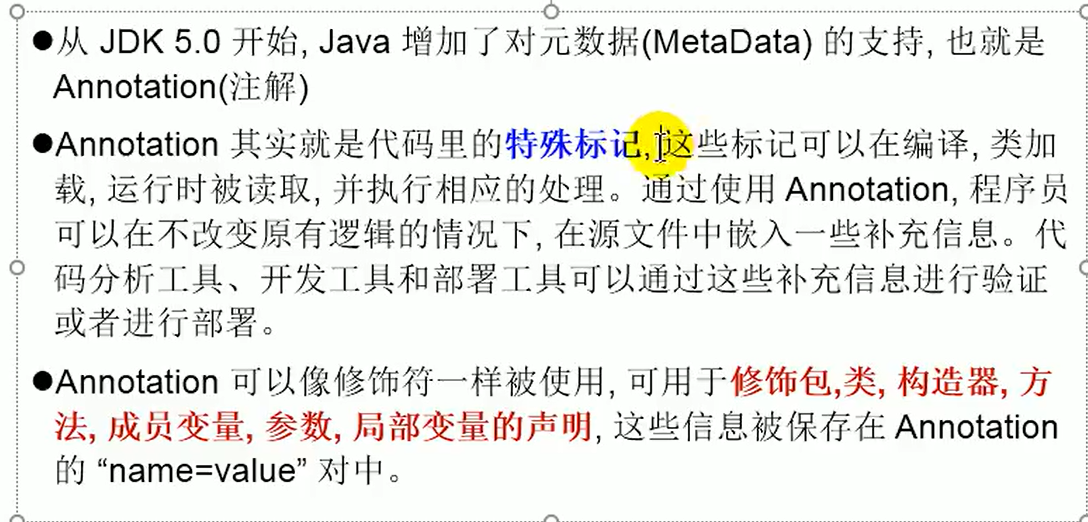 ●从 JDK 5.0 开始, Java 增加了对元数据(MetaData) 的支持, 也就是
Annotation(注解)
●Annotation 其实就是代码里的特殊标记, 这些标记可以在编译, 类加
载, 运行时被读取, 并执行相应的处理。通过使用 Annotation, 程序员
可以在不改变原有逻辑的情况下, 在源文件中嵌入一些补充信息。代
码分析工具、开发工具和部署工具可以通过这些补充信息进行验证
或者进行部署。
●Annotation 可以像修饰符一样被使用, 可用于修饰包,类, 构造器, 方
法, 成员变量, 参数, 局部变量的声明, 这些信息被保存在 Annotation
的 “name=value” 对中。